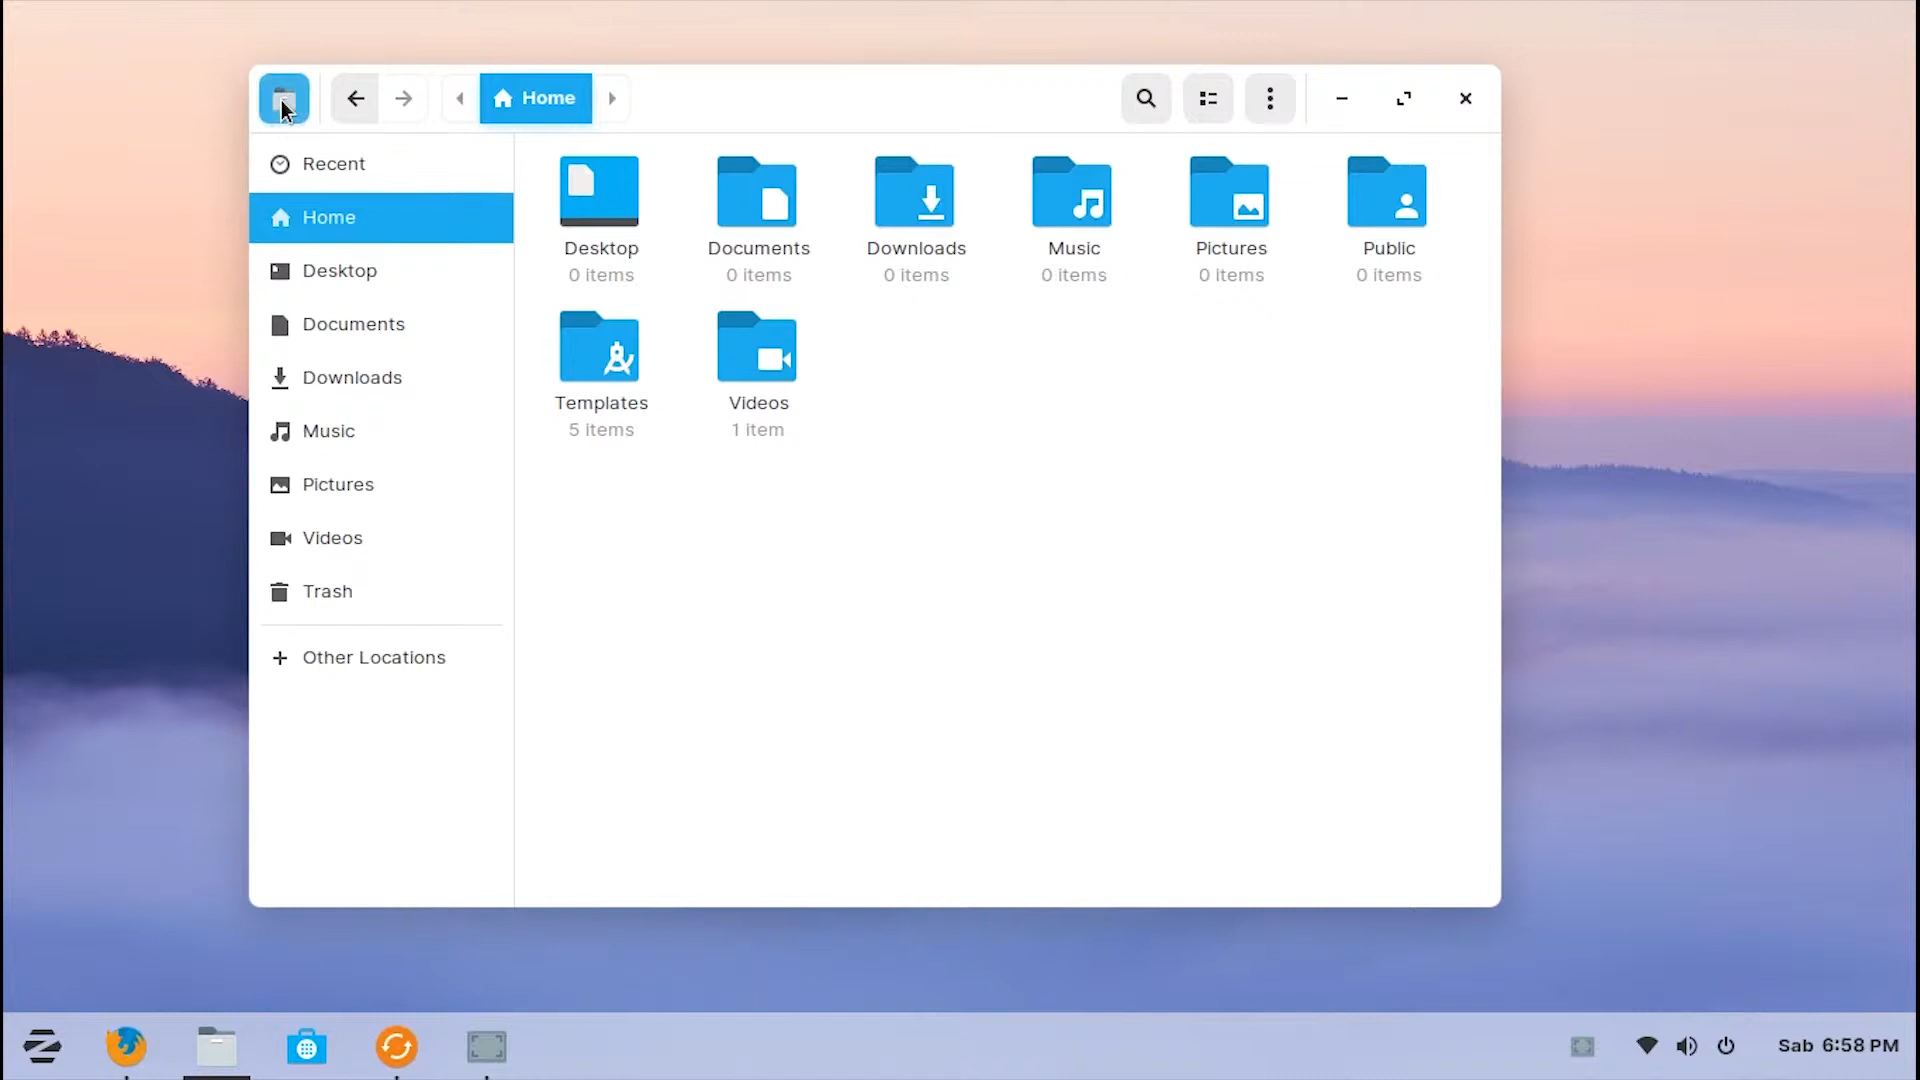 Home
Recent
Home
Desktop
Documents
Downloads
Music
Pictures
Videos
Trash
Other Locations
Desktop
0 items
Documents
0 items
Downloads
0 items
Music
0 items
Pictures
0 items
Public
0 items
Templates
5 items
Videos
1 item
Sab 6:58 PM